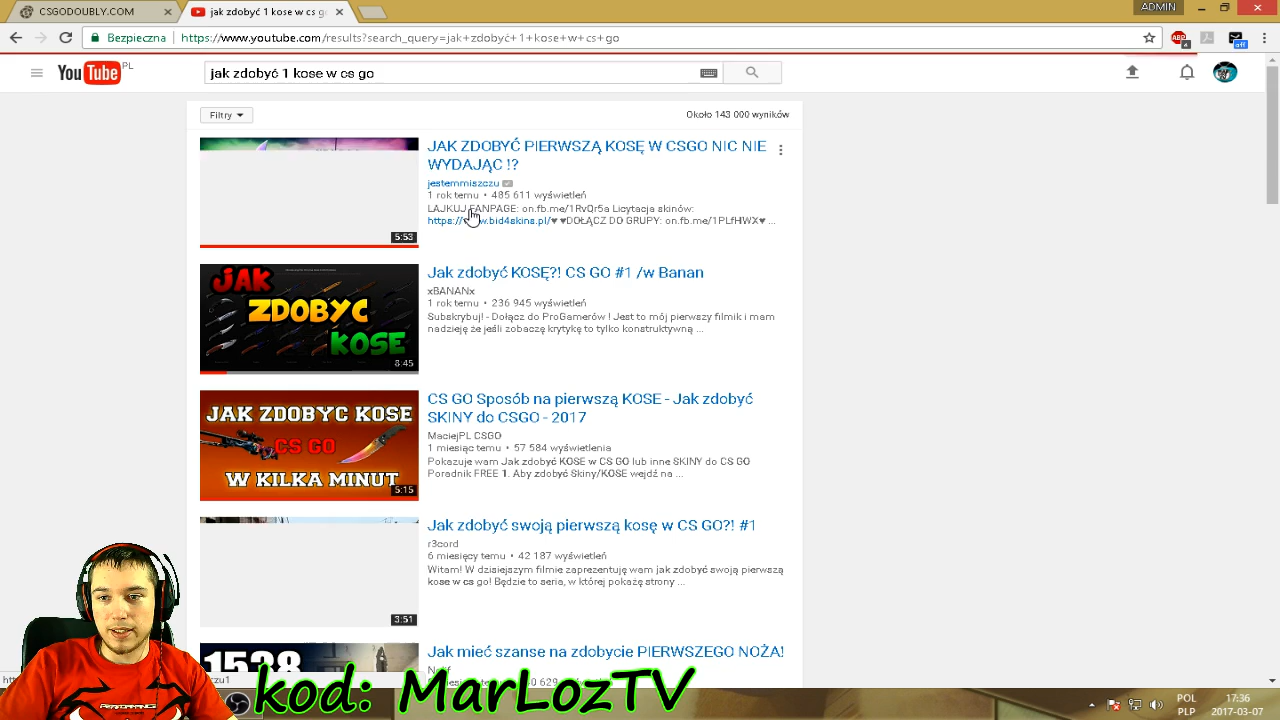 CSGODOUBLY.COM
jak zdobyć 1 kose w cs go
ADMIN
Bezpieczna
https://www.youtube.com/results?search_query=jak+zdobyć+1+kose+w+cs+go
4
off
YouTube PL
jak zdobyć 1 kose w cs go
Filtry
Około 143 000 wyników
JAK ZDOBYĆ PIERWSZĄ KOSĘ W CSGO NIC NIE
WYDAJĄC !?
jestemmiszczu
1 rok temu • 485 611 wyświetleń
LAJKUJ FANPAGE: on.fb.me/1RvQr5a Licytacja skinów:
https://www.bid4skins.pl/♥ ♥DOŁĄCZ DO GRUPY: on.fb.me/1PLfHWX♥ ...
5:53
JAK
ZDOBYC
KOSE
8:45
Jak zdobyć KOSĘ?! CS GO #1 /w Banan
xBANANx
1 rok temu • 236 945 wyświetleń
Subskrybuj! - Dołącz do ProGamerów ! Jest to mój pierwszy filmik i mam
nadzieję że jeśli zobaczę krytykę to tylko konstruktywną ...
JAK ZDOBYC KOSE
CS GO
W KILKA MINUT
5:15
CS GO Sposób na pierwszą KOSE - Jak zdobyć
SKINY do CSGO - 2017
MaciejPL CSGO
1 miesiąc temu • 57 584 wyświetlenia
Pokazuje wam Jak zdobyć KOSE w CS GO lub inne SKINY do CS GO
Poradnik FREE 1. Aby zdobyć Skiny/KOSE wejdź na ...
3:51
Jak zdobyć swoją pierwszą kosę w CS GO?! #1
r3cord
6 miesięcy temu • 42 187 wyświetleń
Witam! W dzisiejszym filmie zaprezentuję wam jak zdobyć swoją pierwszą
kose w cs go! Będzie to seria, w której pokażę strony ...
1528
Jak mieć szanse na zdobycie PIERWSZEGO NOŻA!
kod: MarLozTV
POL
PLP
17:36
2017-03-07